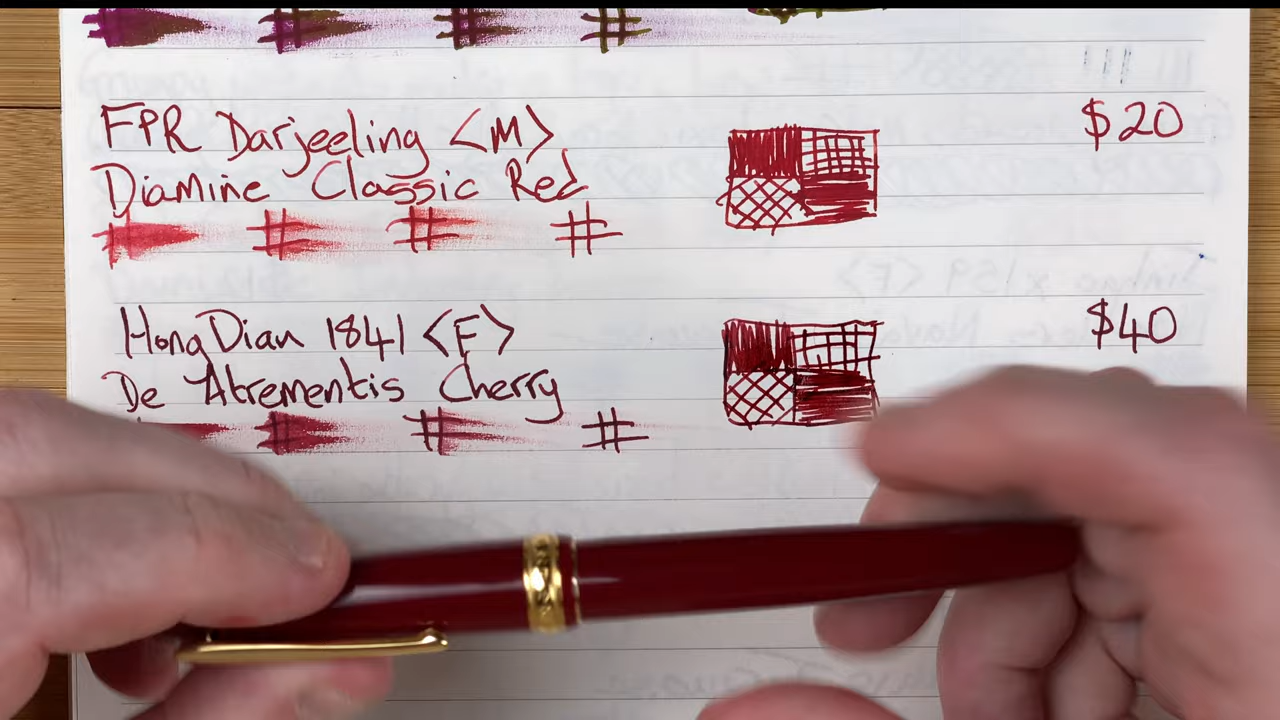 FPR Darjeeling <M>
$20
Diamine Classic Red
HongDian 1841 <F>
$40
De Atrementis Cherry